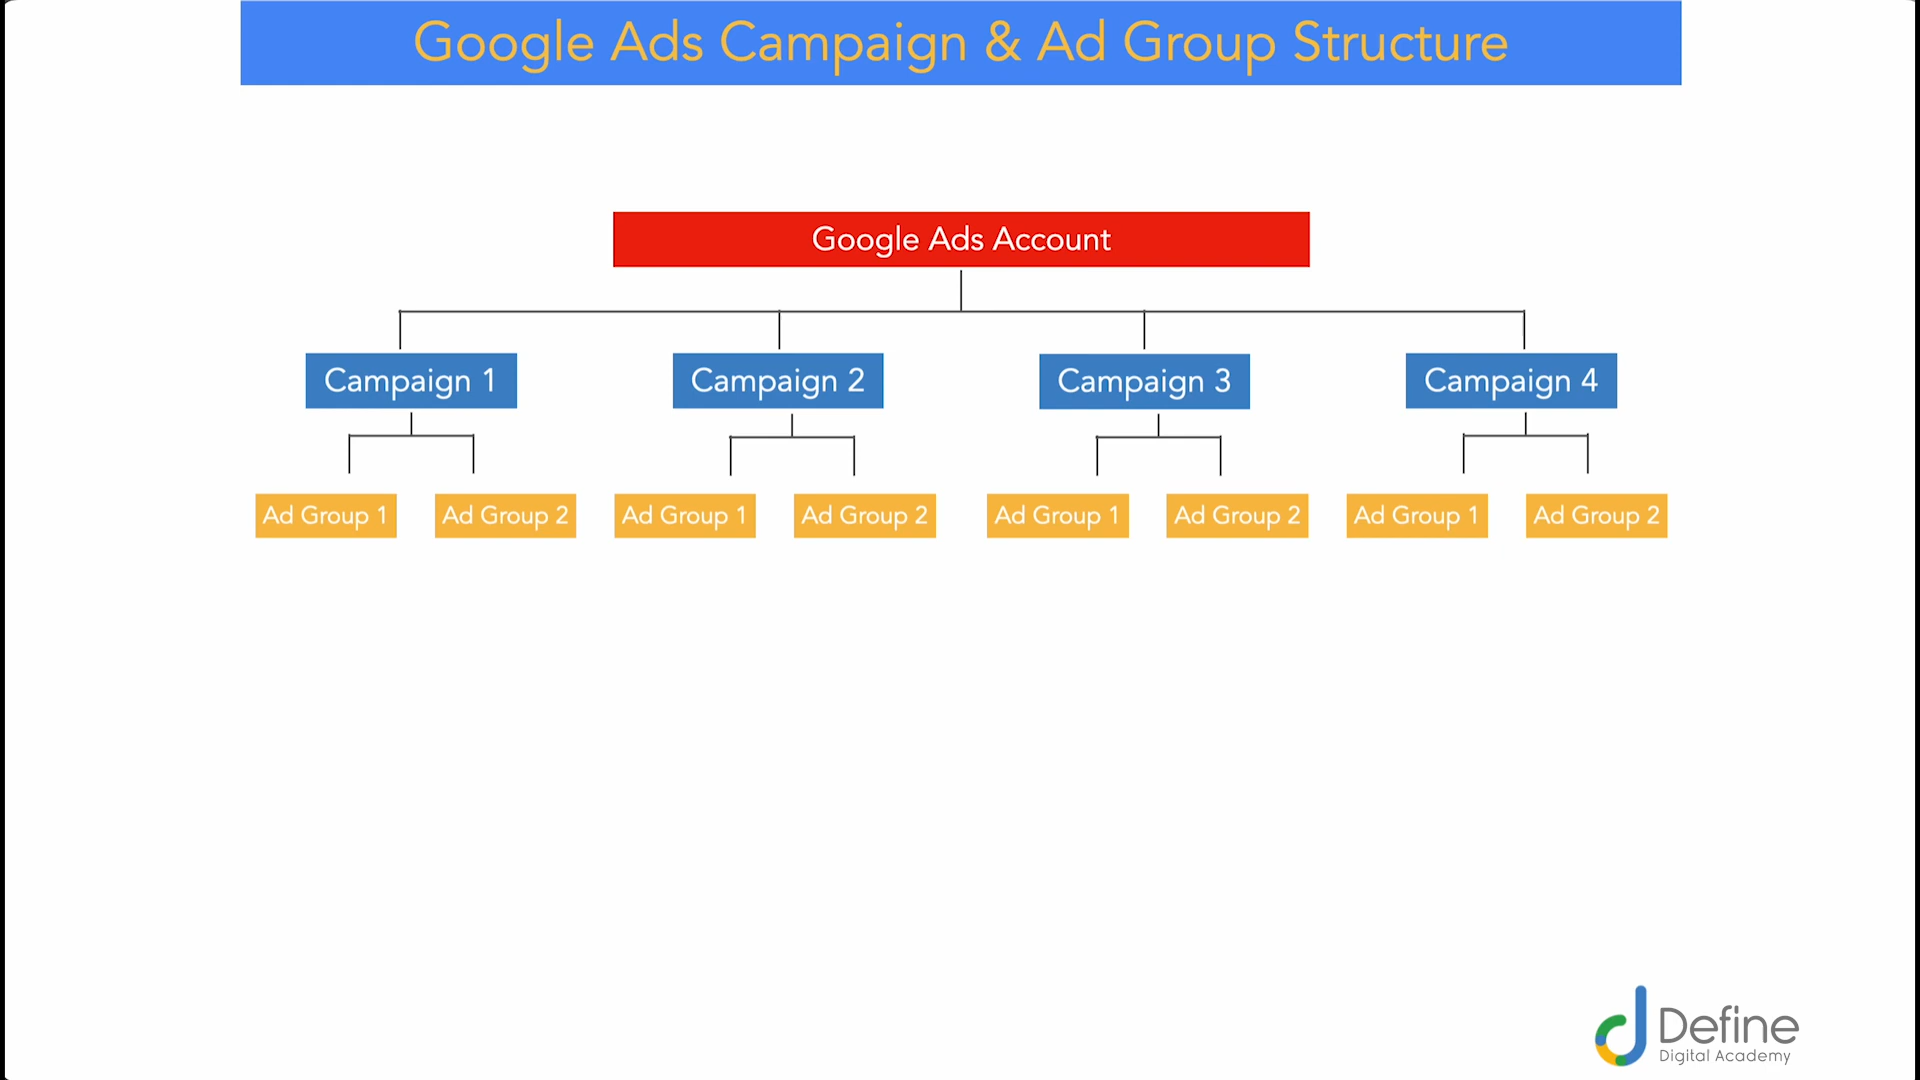 Google Ads Campaign & Ad Group Structure
Google Ads Account
Campaign 1
Campaign 2
Campaign 3
Campaign 4
Ad Group 1
Ad Group 2
Ad Group 1
Ad Group 2
Ad Group 1
Ad Group 2
Ad Group 1
Ad Group 2
Define
Digital Academy